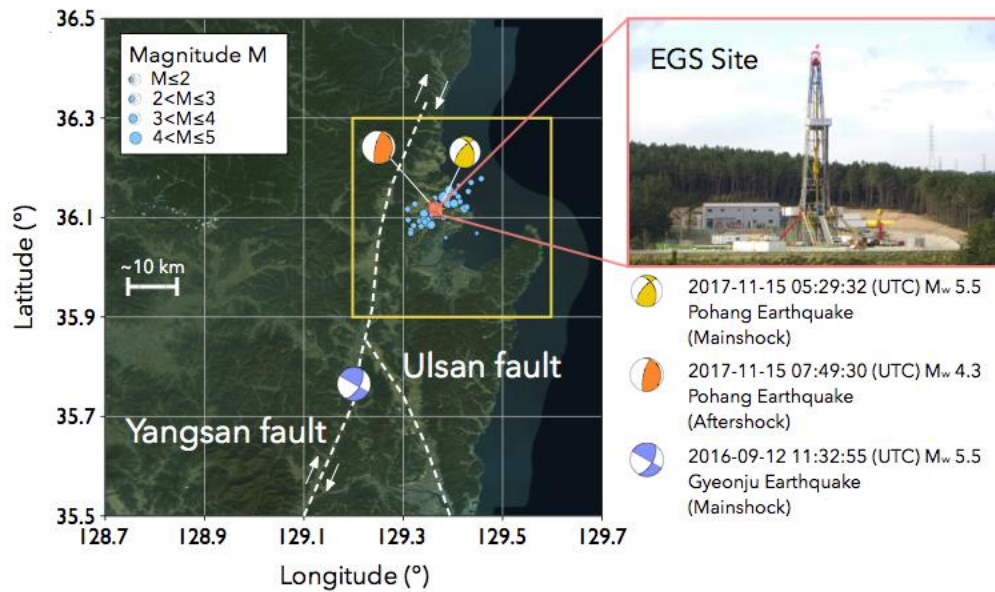 36.5
36.3
36.1
35.9
35.7
35.5
Latitude (°)
Magnitude M
M≤2
2<M≤3
3<M≤4
4<M≤5
~10 km
Ulsan fault
Yangsan fault
128.7 128.9 129.1 129.3 129.5 129.7
Longitude (°)
EGS Site
2017-11-15 05:29:32 (UTC) Mw 5.5
Pohang Earthquake
(Mainshock)
2017-11-15 07:49:30 (UTC) Mw 4.3
Pohang Earthquake
(Aftershock)
2016-09-12 11:32:55 (UTC) Mw 5.5
Gyeonju Earthquake
(Mainshock)